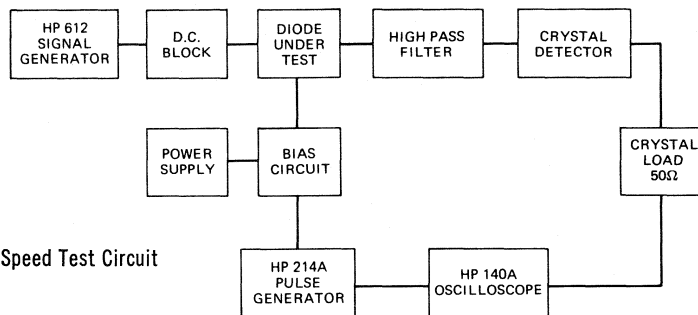 HP 612
SIGNAL
GENERATOR
D.C.
BLOCK
DIODE
UNDER
TEST
HIGH PASS
FILTER
CRYSTAL
DETECTOR
POWER
SUPPLY
BIAS
CIRCUIT
CRYSTAL
LOAD
50Ω
Speed Test Circuit
HP 214A
PULSE
GENERATOR
HP 140A
OSCILLOSCOPE